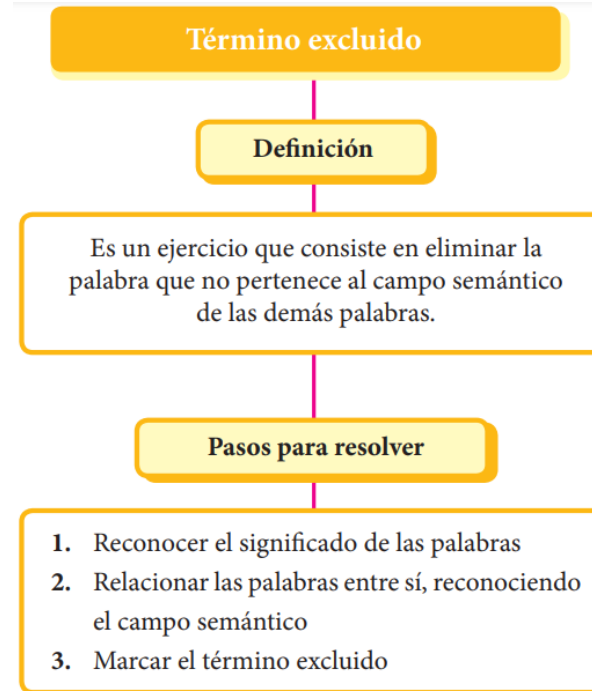 Término excluido
Definición
Es un ejercicio que consiste en eliminar la
palabra que no pertenece al campo semántico
de las demás palabras.
Pasos para resolver
1. Reconocer el significado de las palabras
2. Relacionar las palabras entre sí, reconociendo
el campo semántico
3. Marcar el término excluido